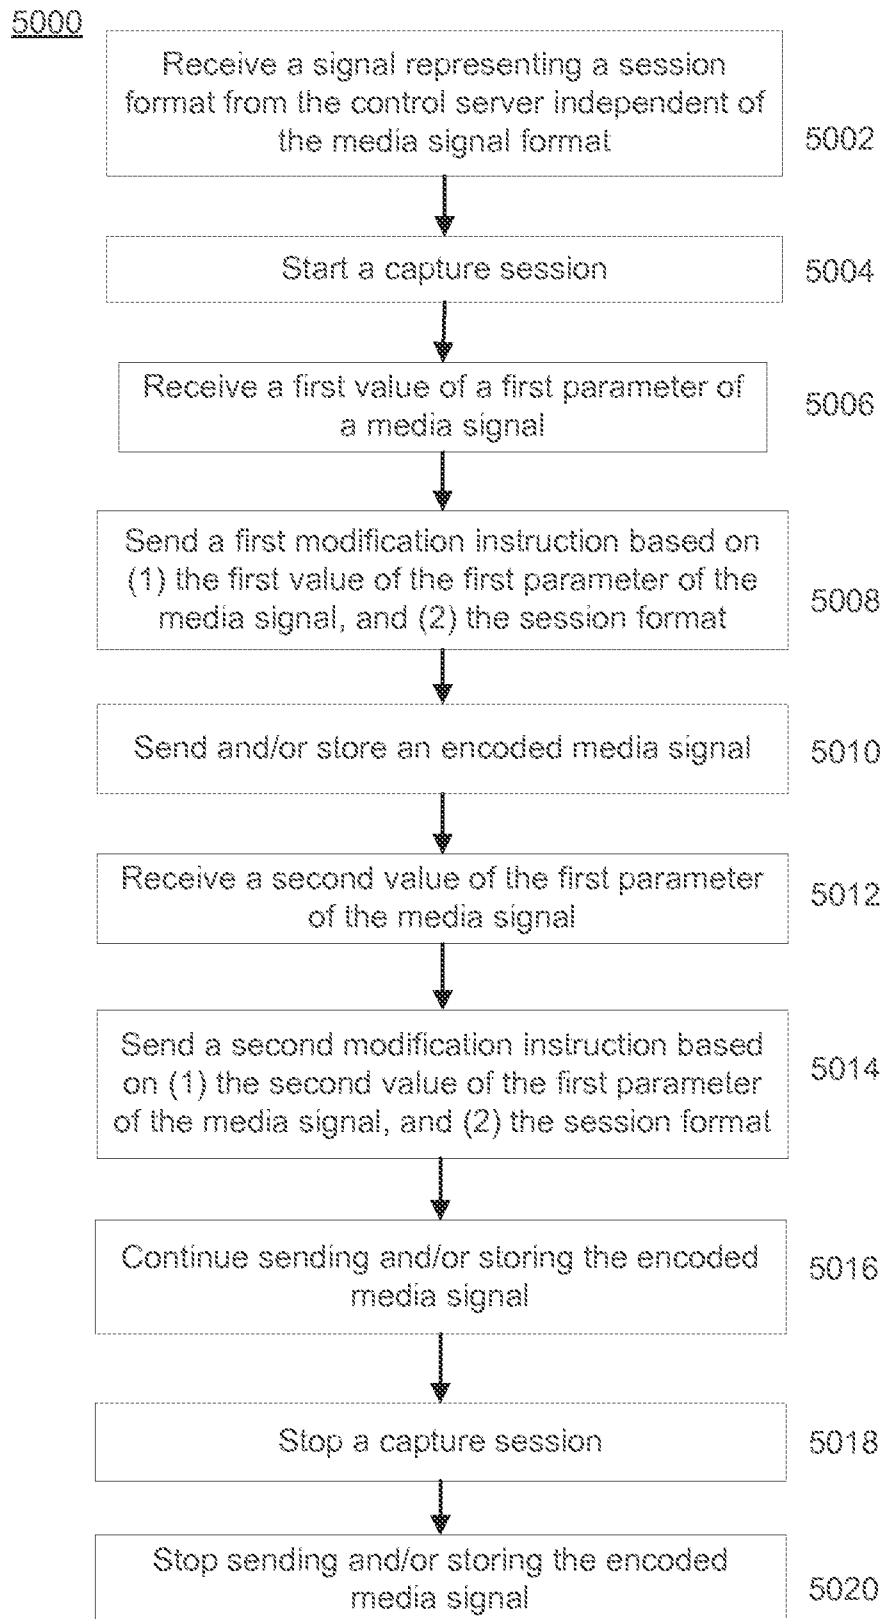 5000
Receive a signal representing a session
format from the control server independent of
the media signal format
5002
Start a capture session
5004
Receive a first value of a first parameter of
a media signal
5006
Send a first modification instruction based on
(1) the first value of the first parameter of the
media signal, and (2) the session format
5008
Send and/or store an encoded media signal
5010
Receive a second value of the first parameter
of the media signal
5012
Send a second modification instruction based
on (1) the second value of the first parameter
of the media signal, and (2) the session format
5014
Continue sending and/or storing the encoded
media signal
5016
Stop a capture session
5018
Stop sending and/or storing the encoded
media signal
5020